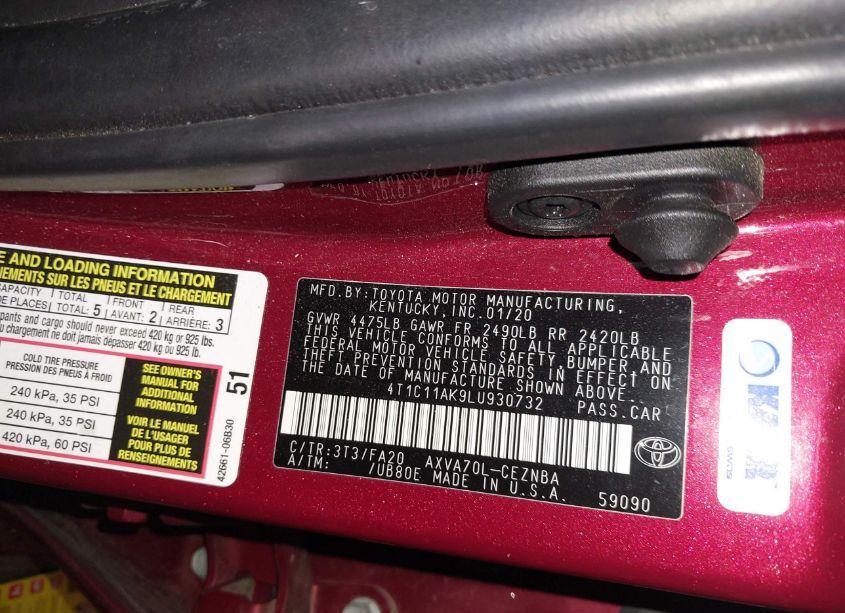 E AND LOADING INFORMATION
NEMENTS SUR LES PNEUS ET LE CHARGEMENT
CAPACITY TOTAL FRONT REAR
DE PLACES TOTAL: 5 AVANT: 2 ARRIÈRE: 3
pants and cargo should never exceed 420 kg or 925 lbs.
du chargement ne doit jamais dépasser 420 kg ou 925 lb.
COLD TIRE PRESSURE
PRESSION DES PNEUS À FROID
240 kPa, 35 PSI
240 kPa, 35 PSI
420 kPa, 60 PSI
SEE OWNER'S
MANUAL FOR
ADDITIONAL
INFORMATION
VOIR LE MANUEL
DE L'USAGER
POUR PLUS DE
RENSEIGNEMENTS
51
42661-06B30
MFD.BY: TOYOTA MOTOR MANUFACTURING,
KENTUCKY, INC. 01/20
GVWR 4475LB GAWR FR 2490LB RR 2420LB
THIS VEHICLE CONFORMS TO ALL APPLICABLE
FEDERAL MOTOR VEHICLE SAFETY, BUMPER, AND
THEFT PREVENTION STANDARDS IN EFFECT ON
THE DATE OF MANUFACTURE SHOWN ABOVE.
4T1C11AK9LU930732 PASS.CAR
C/TR:3T3/FA20 AXVA70L-CEZNBA
A/TM: /UB80E MADE IN U.S.A.
59090
TOYOTA